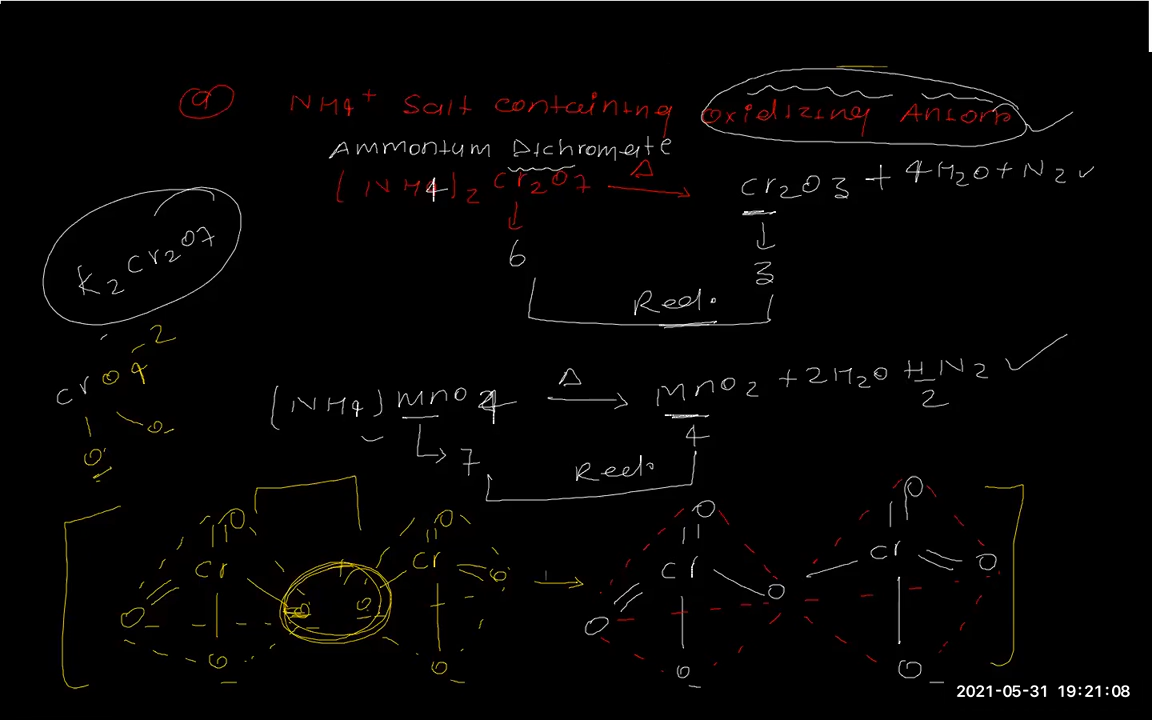 a NH4+ Salt containing oxidizing Anion
Ammonium Dichromate
(NH4)2 Cr2O7 Δ→ Cr2O3 + 4H2O + N2
6 3
Red.
K2Cr2O7
CrO4 -2
O-
O-
(NH4) MnO4 Δ→ MnO2 + 2H2O + 1/2 N2
7 4
Red.
O O O O
Cr Cr Cr Cr
O O O O → O O O
O O O O
2021-05-31 19:21:08